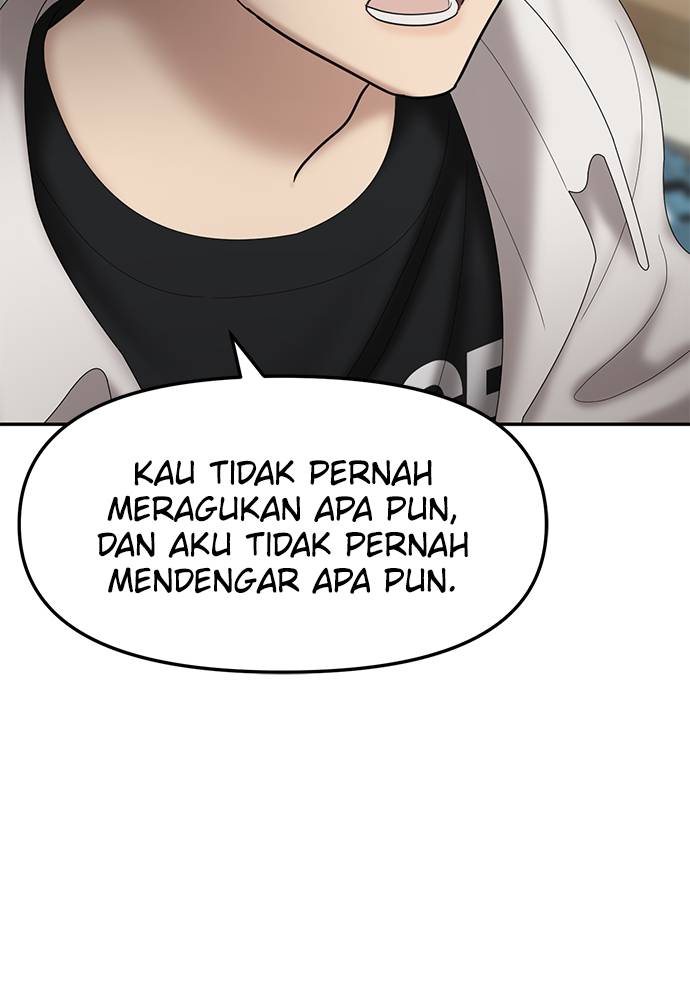 KAU TIDAK PERNAH
MERAGUKAN APA PUN,
DAN AKU TIDAK PERNAH
MENDENGAR APA PUN.